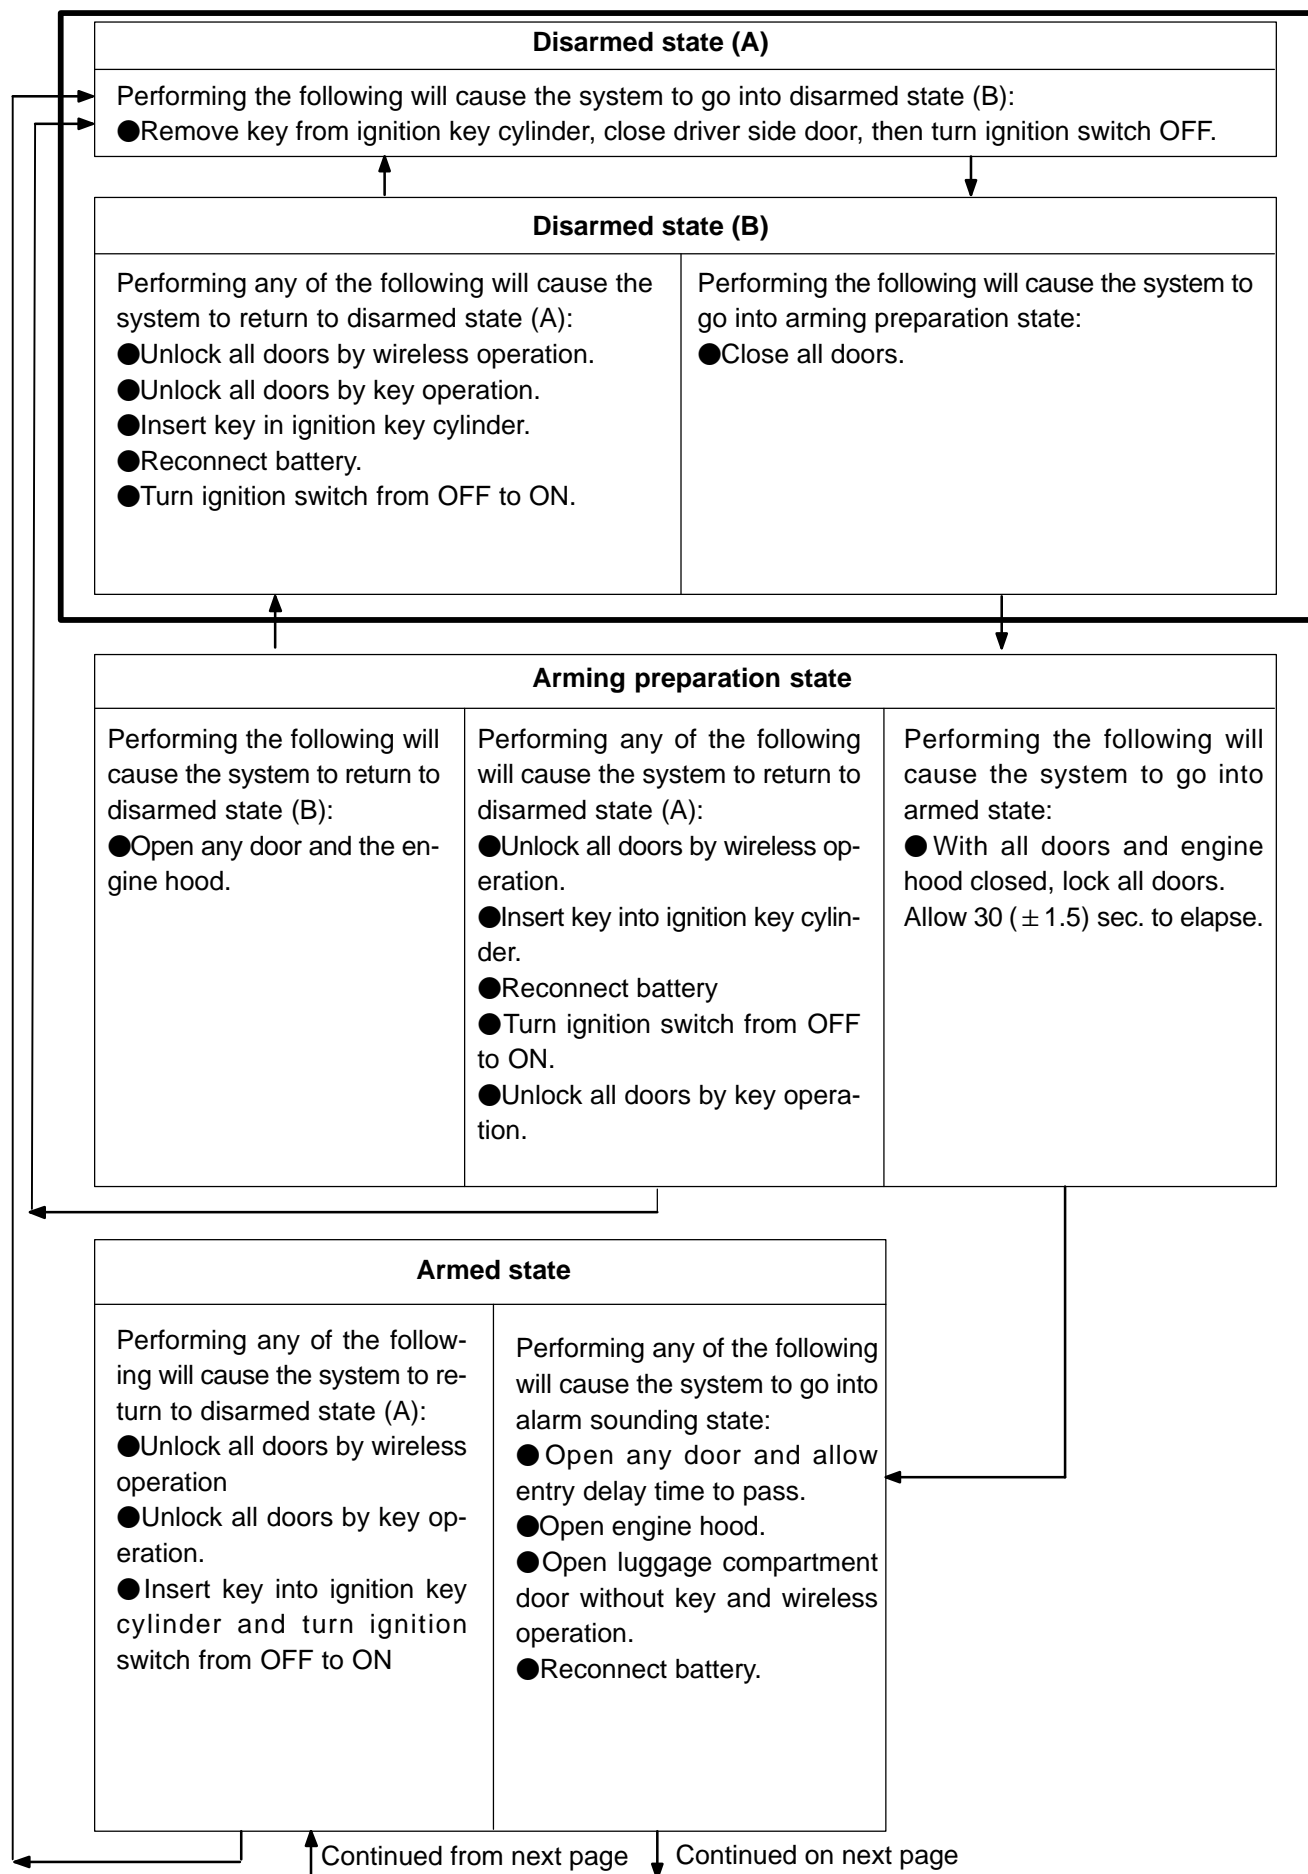 Disarmed state (A)
Performing the following will cause the system to go into disarmed state (B):
●Remove key from ignition key cylinder, close driver side door, then turn ignition switch OFF.
Disarmed state (B)
Performing any of the following will cause the
system to return to disarmed state (A):
●Unlock all doors by wireless operation.
●Unlock all doors by key operation.
●Insert key in ignition key cylinder.
●Reconnect battery.
●Turn ignition switch from OFF to ON.
Performing the following will cause the system to
go into arming preparation state:
●Close all doors.
Arming preparation state
Performing the following will
cause the system to return to
disarmed state (B):
●Open any door and the en-
gine hood.
Performing any of the following
will cause the system to return to
disarmed state (A):
●Unlock all doors by wireless op-
eration.
●Insert key into ignition key cylin-
der.
●Reconnect battery
●Turn ignition switch from OFF
to ON.
●Unlock all doors by key opera-
tion.
Performing the following will
cause the system to go into
armed state:
● With all doors and engine
hood closed, lock all doors.
Allow 30 (±1.5) sec. to elapse.
Armed state
Performing any of the follow-
ing will cause the system to re-
turn to disarmed state (A):
●Unlock all doors by wireless
operation
●Unlock all doors by key op-
eration.
●Insert key into ignition key
cylinder and turn ignition
switch from OFF to ON
Performing any of the following
will cause the system to go into
alarm sounding state:
● Open any door and allow
entry delay time to pass.
●Open engine hood.
●Open luggage compartment
door without key and wireless
operation.
●Reconnect battery.
Continued from next page
Continued on next page